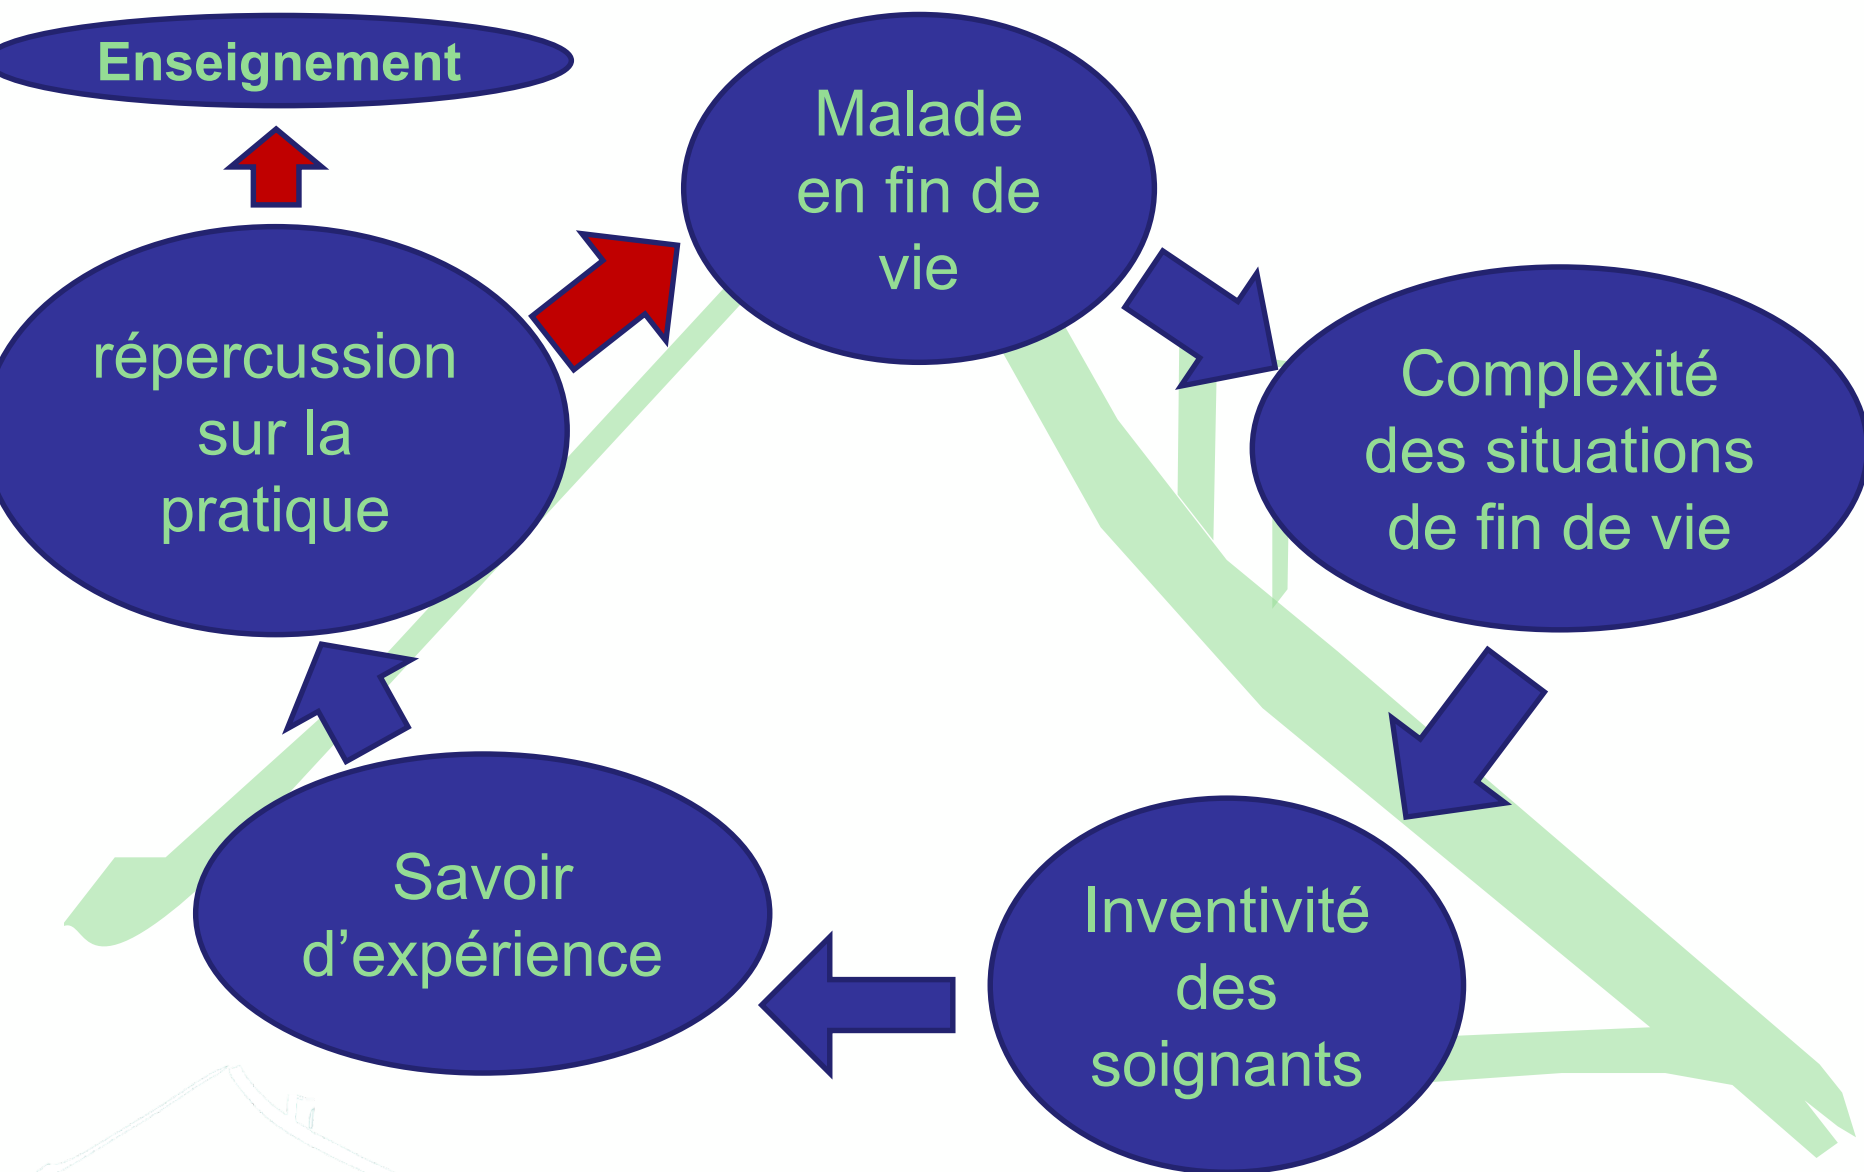 Enseignement
Malade
en fin de
vie
Complexité
des situations
de fin de vie
Inventivité
des
soignants
Savoir
d’expérience
répercussion
sur la
pratique